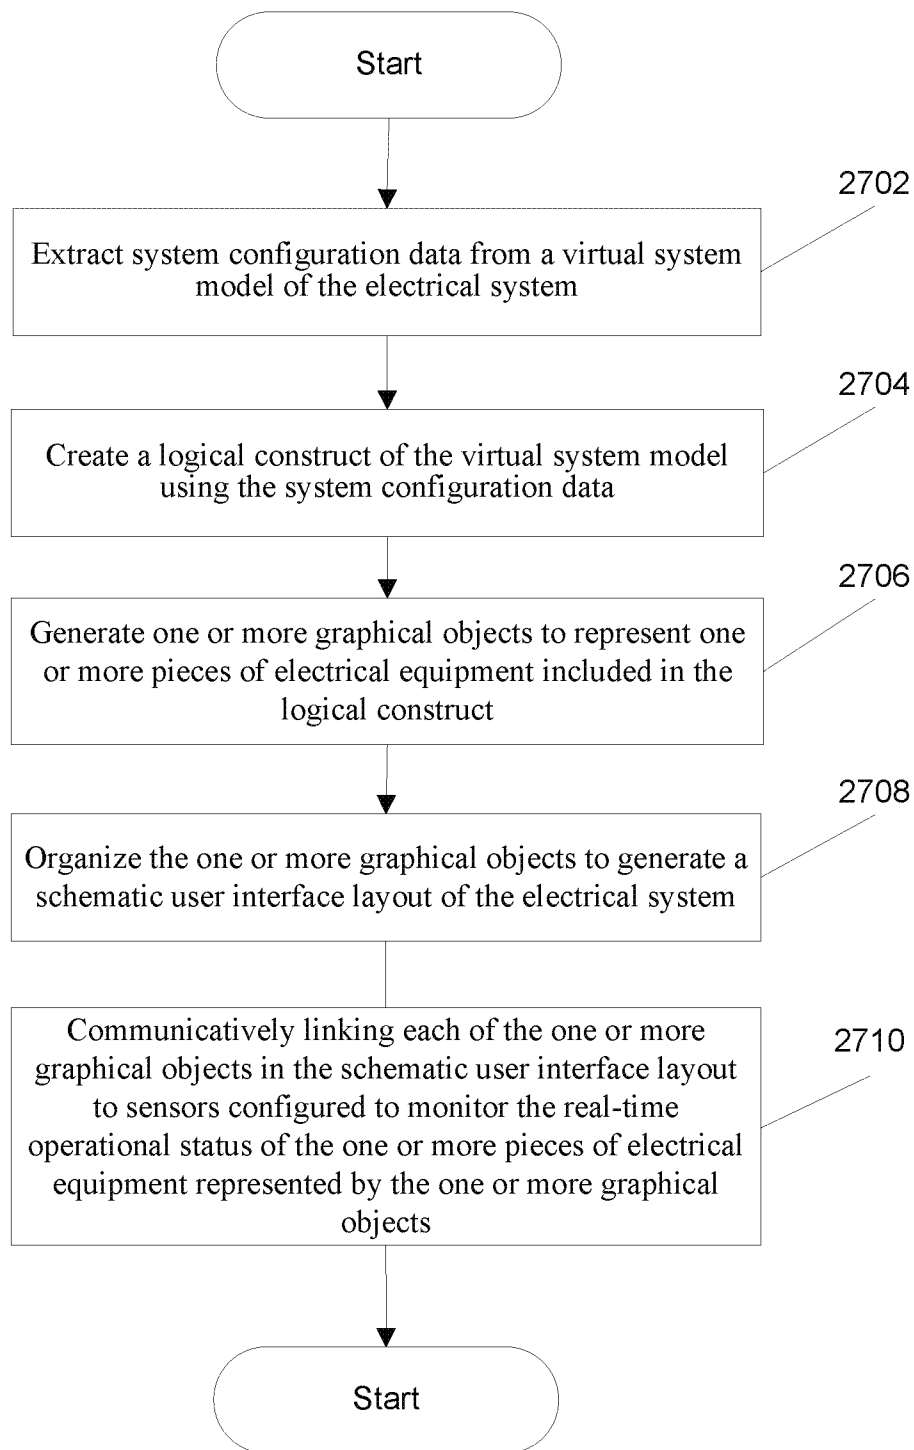 Start
2702
Extract system configuration data from a virtual system
model of the electrical system
2704
Create a logical construct of the virtual system model
using the system configuration data
2706
Generate one or more graphical objects to represent one
or more pieces of electrical equipment included in the
logical construct
2708
Organize the one or more graphical objects to generate a
schematic user interface layout of the electrical system
2710
Communicatively linking each of the one or more
graphical objects in the schematic user interface layout
to sensors configured to monitor the real-time
operational status of the one or more pieces of electrical
equipment represented by the one or more graphical
objects
Start